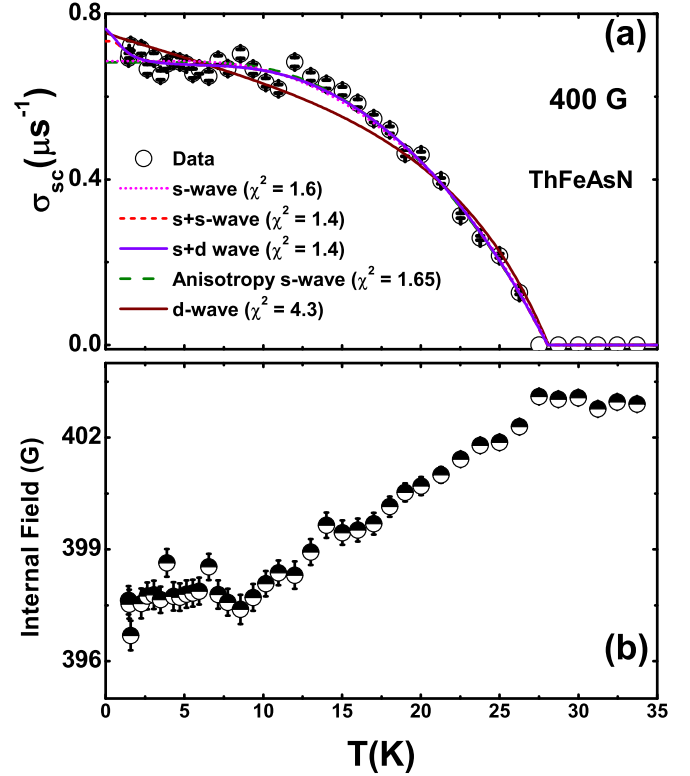 0.8
(a)
400 G
σsc(μs⁻¹)
ThFeAsN
Data
s-wave (χ² = 1.6)
0.4
s+s-wave (χ² = 1.4)
s+d wave (χ² = 1.4)
Anisotropy s-wave (χ² = 1.65)
d-wave (χ² = 4.3)
0.0
402
Internal Field (G)
399
396
(b)
0 5 10 15 20 25 30 35
T(K)